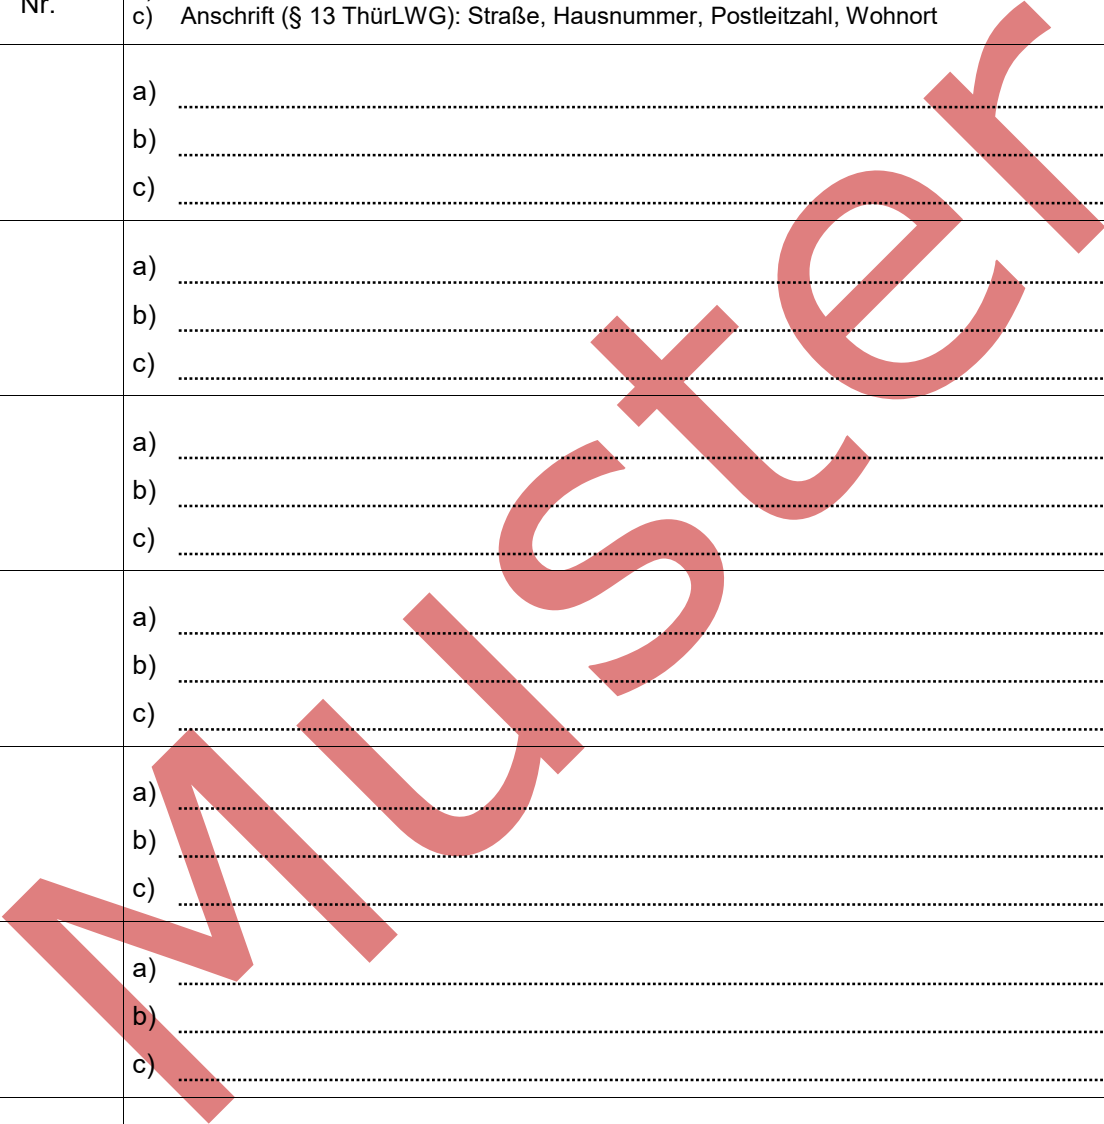 Nr.
c) Anschrift (§ 13 ThürLWG): Straße, Hausnummer, Postleitzahl, Wohnort
a)
b)
c)
a)
b)
c)
a)
b)
c)
a)
b)
c)
a)
b)
c)
a)
b)
c)
Muster